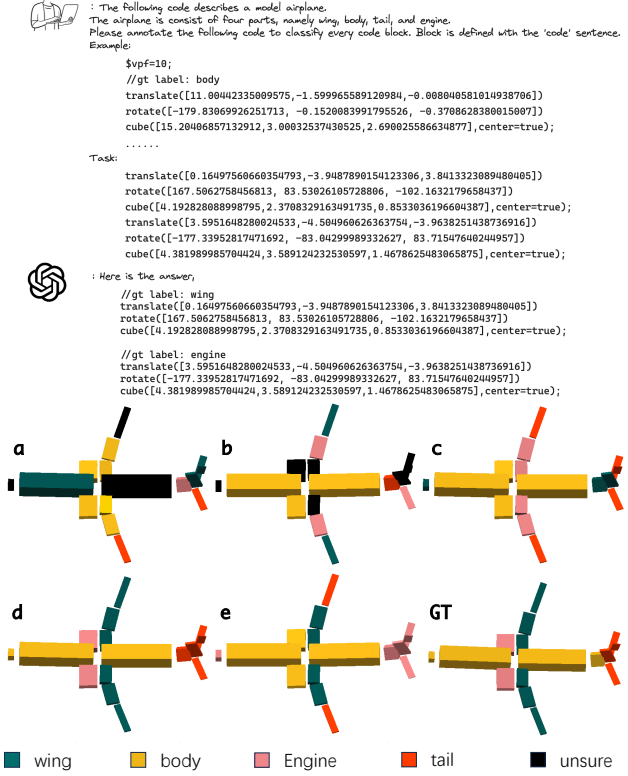 : The following code describes a model airplane.
The airplane is consist of four parts, namely wing, body, tail, and engine.
Please annotate the following code to classify every code block. Block is defined with the 'code' sentence.
Example:
$vpf=10;
//gt label: body
translate([11.00442335009575,-1.599965589120984,-0.008040581014938706])
rotate([-179.83069926251713, -0.1520083991795526, -0.3708628380015007])
cube([15.20406857132912,3.00032537430525,2.690025586634877],center=true);
......
Task:
translate([0.16497560660354793,-3.9487890154123306,3.8413323089480405])
rotate([167.5062758456813, 83.53026105728806, -102.1632179658437])
cube([4.192828088998795,2.3708329163491735,0.8533036196604387],center=true);
translate([3.5951648280024533,-4.504960626363754,-3.9638251438736916])
rotate([-177.33952817471692, -83.04299989332627, 83.71547640244957])
cube([4.381989985704424,3.589124232530597,1.4678625483065875],center=true);
: Here is the answer,
//gt label: wing
translate([0.16497560660354793,-3.9487890154123306,3.8413323089480405])
rotate([167.5062758456813, 83.53026105728806, -102.1632179658437])
cube([4.192828088998795,2.3708329163491735,0.8533036196604387],center=true);
//gt label: engine
translate([3.5951648280024533,-4.504960626363754,-3.9638251438736916])
rotate([-177.33952817471692, -83.04299989332627, 83.71547640244957])
cube([4.381989985704424,3.589124232530597,1.4678625483065875],center=true);
a b c
d e GT
wing body Engine tail unsure